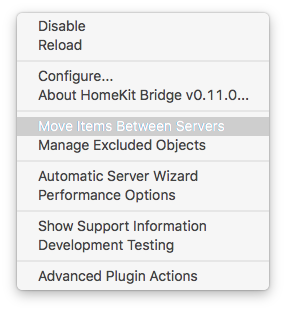 Disable
Reload
Configure...
About HomeKit Bridge v0.11.0...
Move Items Between Servers
Manage Excluded Objects
Automatic Server Wizard
Performance Options
Show Support Information
Development Testing
Advanced Plugin Actions